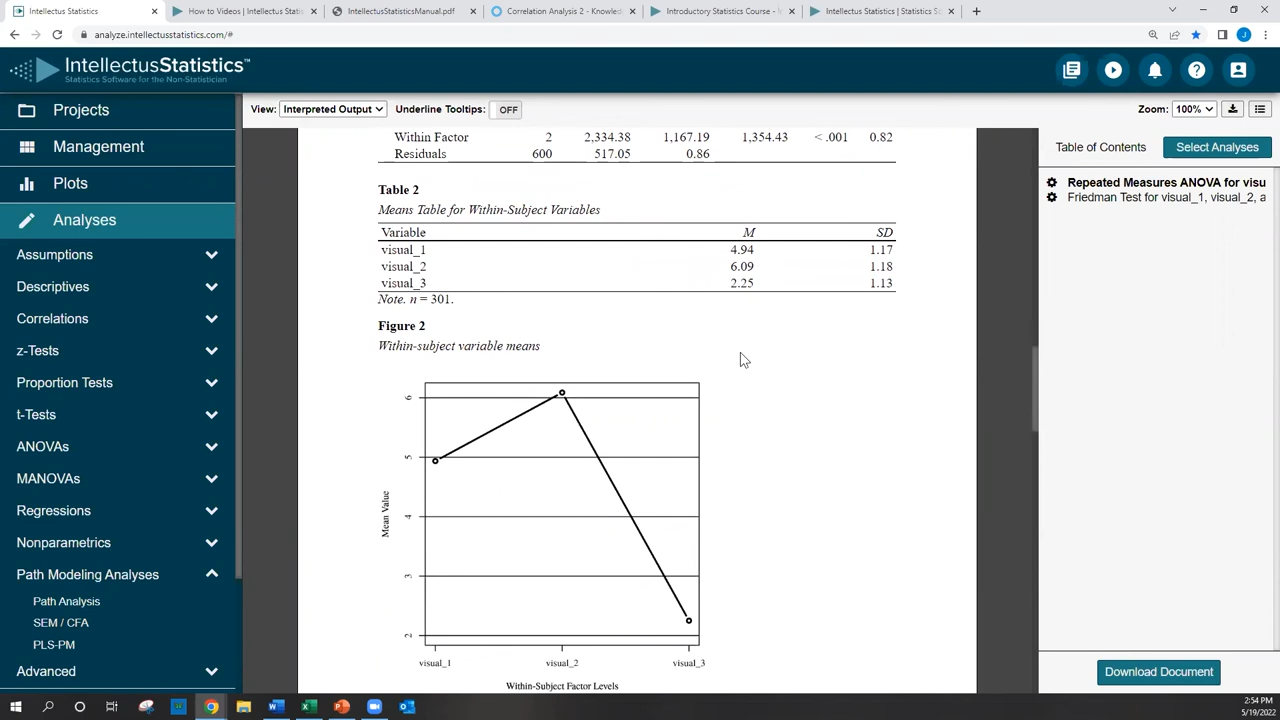 Intellectus Statistics
How to Videos | Intellectus Stati
IntellectusStatisticsManual.pdf
Correlation Analysis 2 - Knowled
Introductory Statistics Course - I
Intellectus Statistics | Statistics So
analyze.intellectusstatistics.com/#
IntellectusStatistics™
Statistics Software for the Non-Statistician
Projects
Management
Plots
Analyses
Assumptions
Descriptives
Correlations
z-Tests
Proportion Tests
t-Tests
ANOVAs
MANOVAs
Regressions
Nonparametrics
Path Modeling Analyses
Path Analysis
SEM / CFA
PLS-PM
Advanced
View: Interpreted Output Underline Tooltips: OFF
Zoom: 100%
Within Factor 2 2,334.38 1,167.19 1,354.43 < .001 0.82
Residuals 600 517.05 0.86
Table 2
Means Table for Within-Subject Variables
Variable M SD
visual_1 4.94 1.17
visual_2 6.09 1.18
visual_3 2.25 1.13
Note. n = 301.
Figure 2
Within-subject variable means
6
5
4
3
2
Mean Value
visual_1 visual_2 visual_3
Within-Subject Factor Levels
Table of Contents Select Analyses
Repeated Measures ANOVA for visu
Friedman Test for visual_1, visual_2, a
Download Document
2:54 PM
5/19/2022